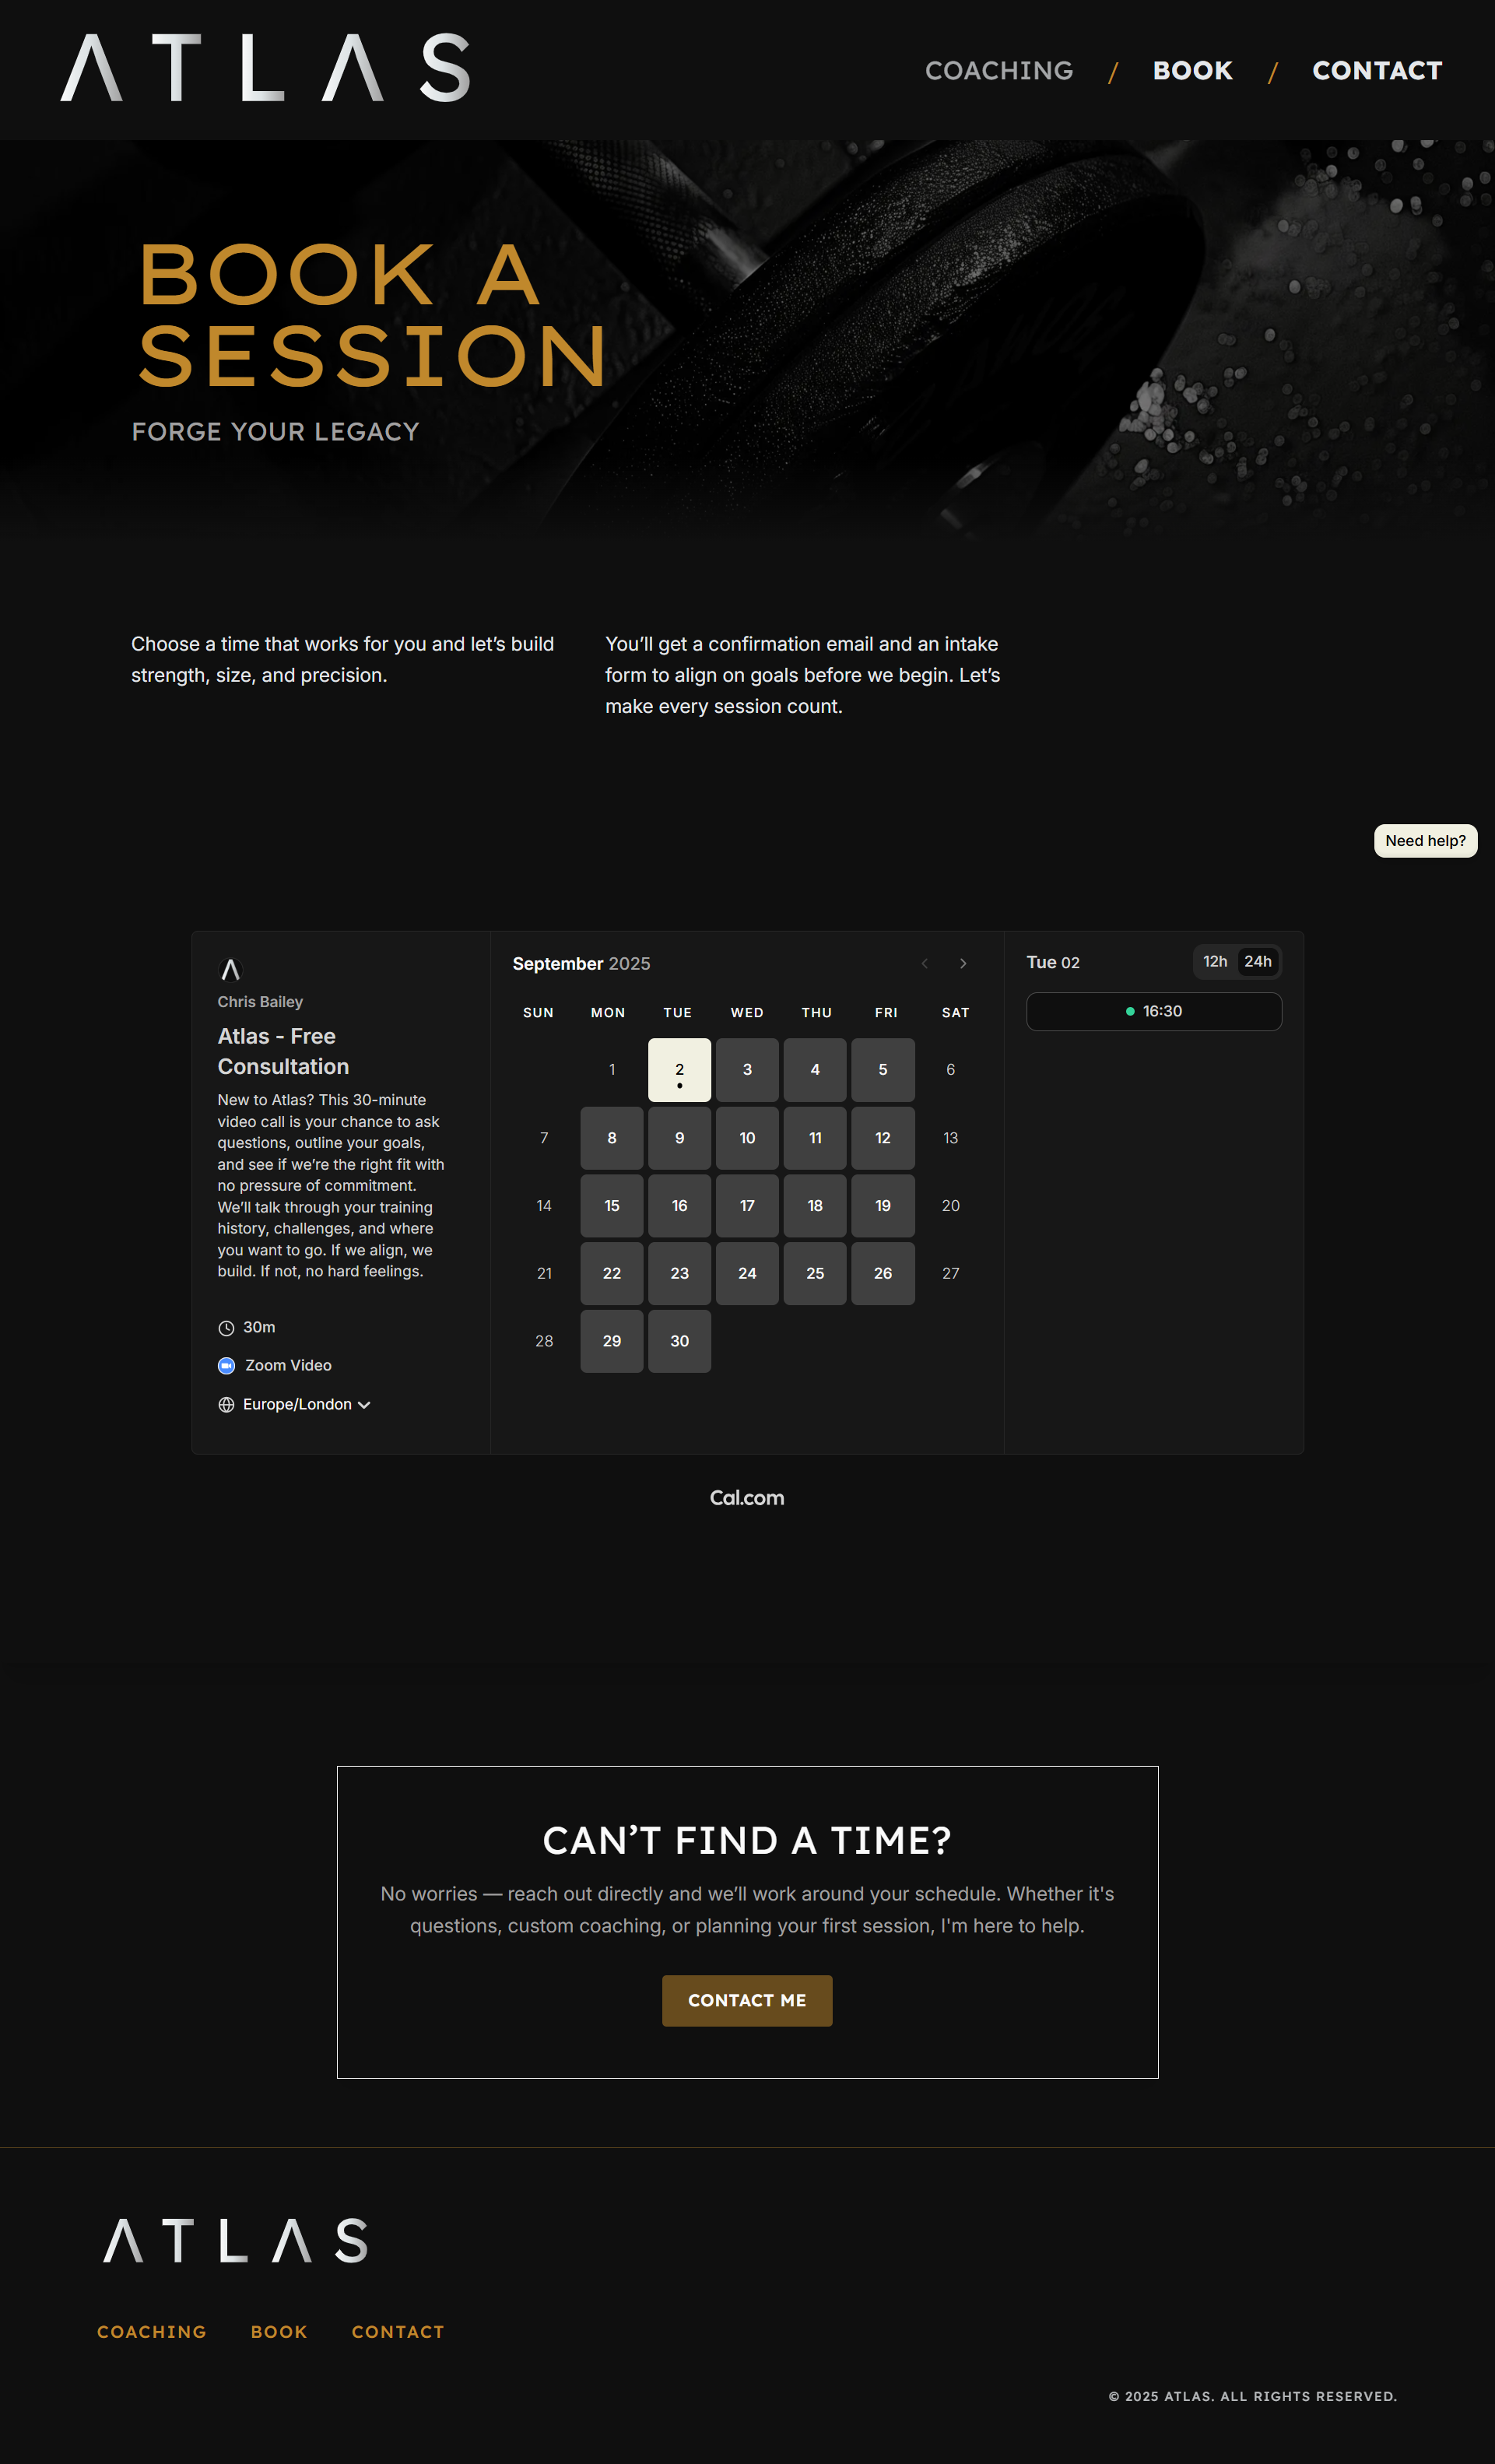 ATLAS
COACHING / BOOK / CONTACT
BOOK A
SESSION
FORGE YOUR LEGACY
Choose a time that works for you and let’s build
strength, size, and precision.
You’ll get a confirmation email and an intake
form to align on goals before we begin. Let’s
make every session count.
Need help?
Chris Bailey
Atlas - Free
Consultation
New to Atlas? This 30-minute
video call is your chance to ask
questions, outline your goals,
and see if we’re the right fit with
no pressure of commitment.
We’ll talk through your training
history, challenges, and where
you want to go. If we align, we
build. If not, no hard feelings.
30m
Zoom Video
Europe/London
September 2025
SUN MON TUE WED THU FRI SAT
1 2 3 4 5 6
7 8 9 10 11 12 13
14 15 16 17 18 19 20
21 22 23 24 25 26 27
28 29 30
Tue 02
12h 24h
16:30
Cal.com
CAN’T FIND A TIME?
No worries — reach out directly and we’ll work around your schedule. Whether it's
questions, custom coaching, or planning your first session, I'm here to help.
CONTACT ME
ATLAS
COACHING BOOK CONTACT
© 2025 ATLAS. ALL RIGHTS RESERVED.